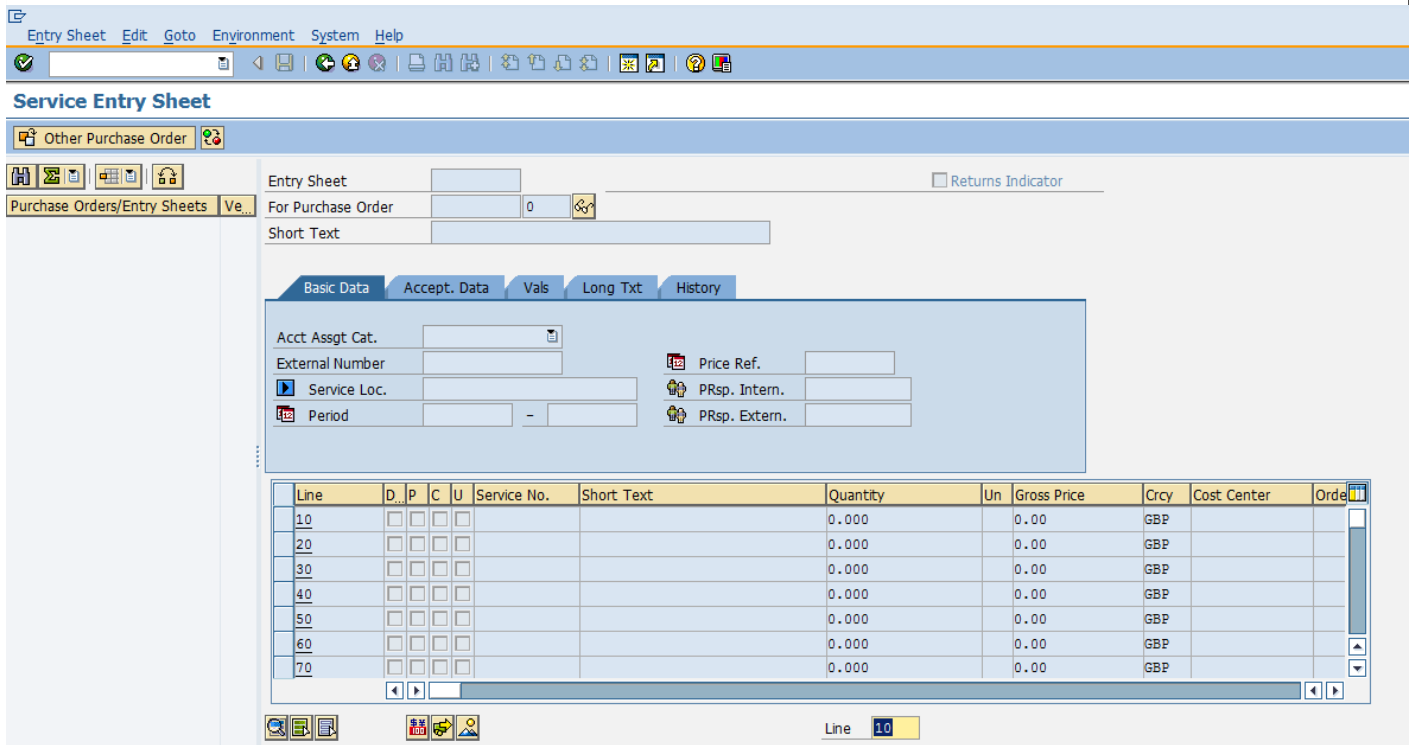 Entry Sheet Edit Goto Environment System Help
Service Entry Sheet
Other Purchase Order
Purchase Orders/Entry Sheets Ve...
Entry Sheet Returns Indicator
For Purchase Order 0
Short Text
Basic Data Accept. Data Vals Long Txt History
Acct Assgt Cat.
External Number Price Ref.
Service Loc. PRsp. Intern.
Period – PRsp. Extern.
Line D... P C U Service No. Short Text Quantity Un Gross Price Crcy Cost Center Orde
10 0.000 0.00 GBP
20 0.000 0.00 GBP
30 0.000 0.00 GBP
40 0.000 0.00 GBP
50 0.000 0.00 GBP
60 0.000 0.00 GBP
70 0.000 0.00 GBP
Line 10